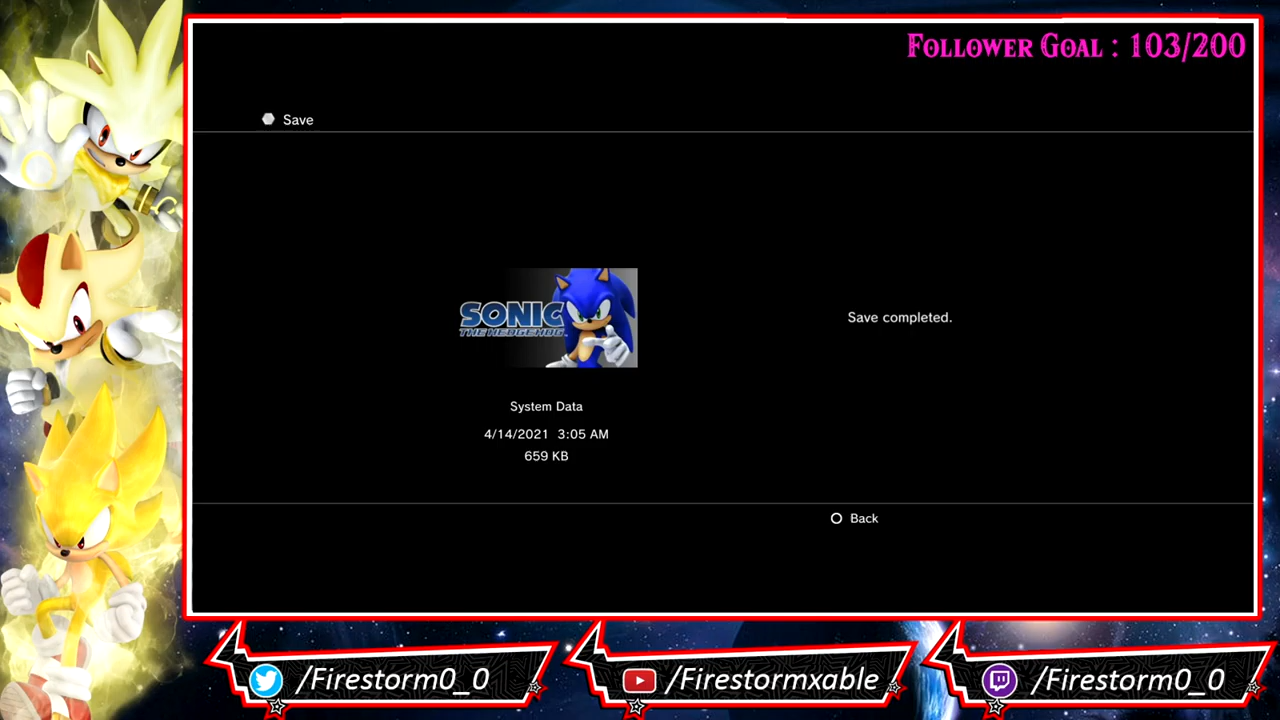 FOLLOWER GOAL : 103/200
Save
SONIC
THE HEDGEHOG
Save completed.
System Data
4/14/2021 3:05 AM
659 KB
Back
/Firestorm0_0
/Firestormxable
/Firestorm0_0